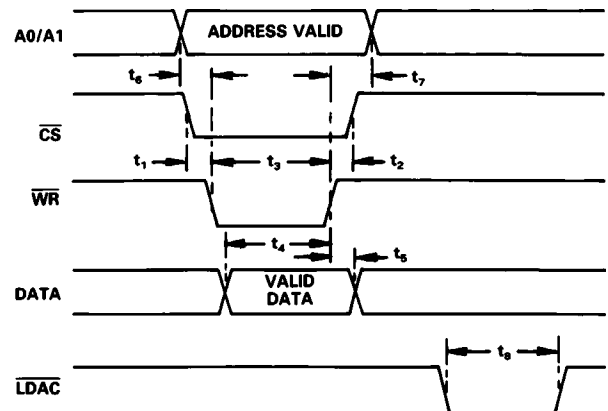 A0/A1
ADDRESS VALID
t6
t7
CS
t1
t3
t2
WR
t4
t5
DATA
VALID
DATA
t8
LDAC